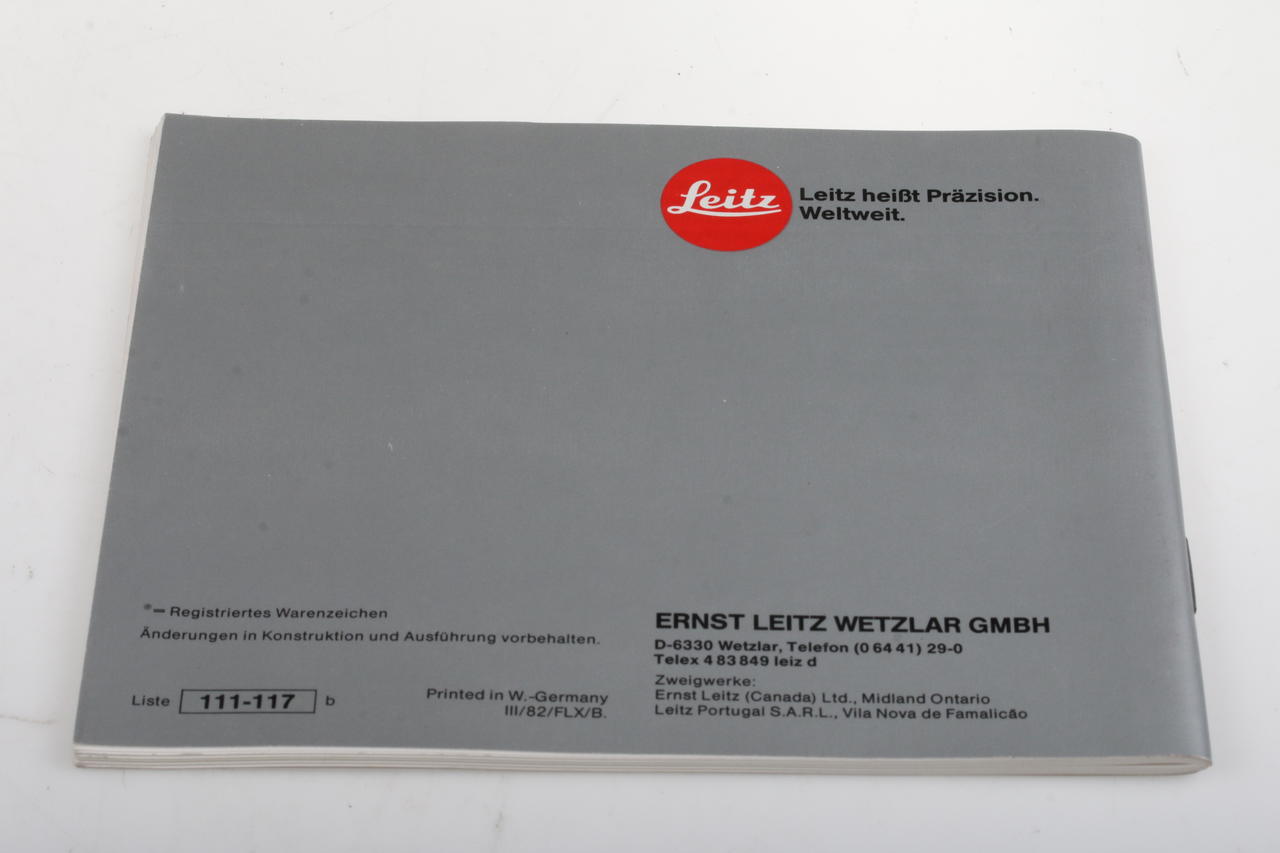 Leitz
Leitz heißt Präzision.
Weltweit.
®= Registriertes Warenzeichen
Änderungen in Konstruktion und Ausführung vorbehalten.
Liste 111-117 b
Printed in W.-Germany
III/82/FLX/B.
ERNST LEITZ WETZLAR GMBH
D-6330 Wetzlar, Telefon (0 64 41) 29-0
Telex 4 83 849 leiz d
Zweigwerke:
Ernst Leitz (Canada) Ltd., Midland Ontario
Leitz Portugal S.A.R.L., Vila Nova de Famalicão